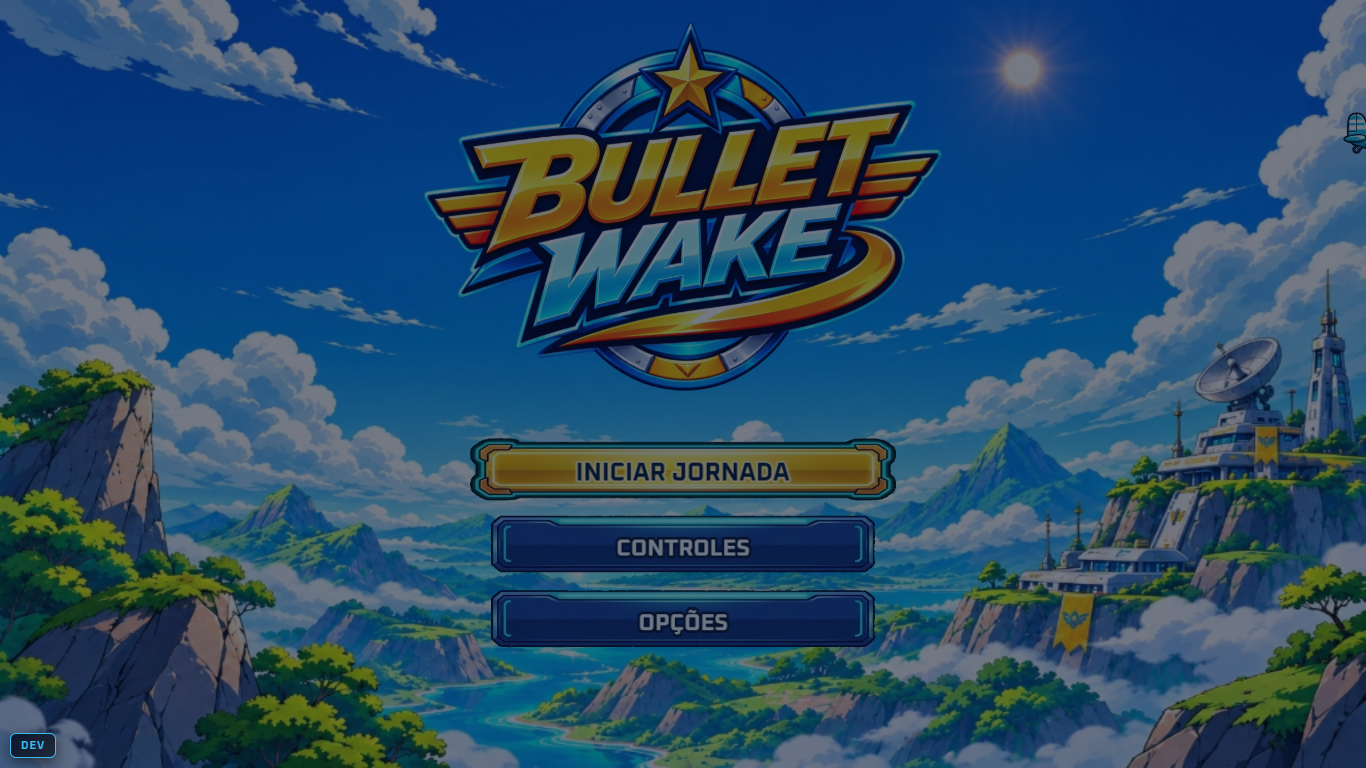 BULLET
WAKE
INICIAR JORNADA
CONTROLES
OPÇÕES
DEV